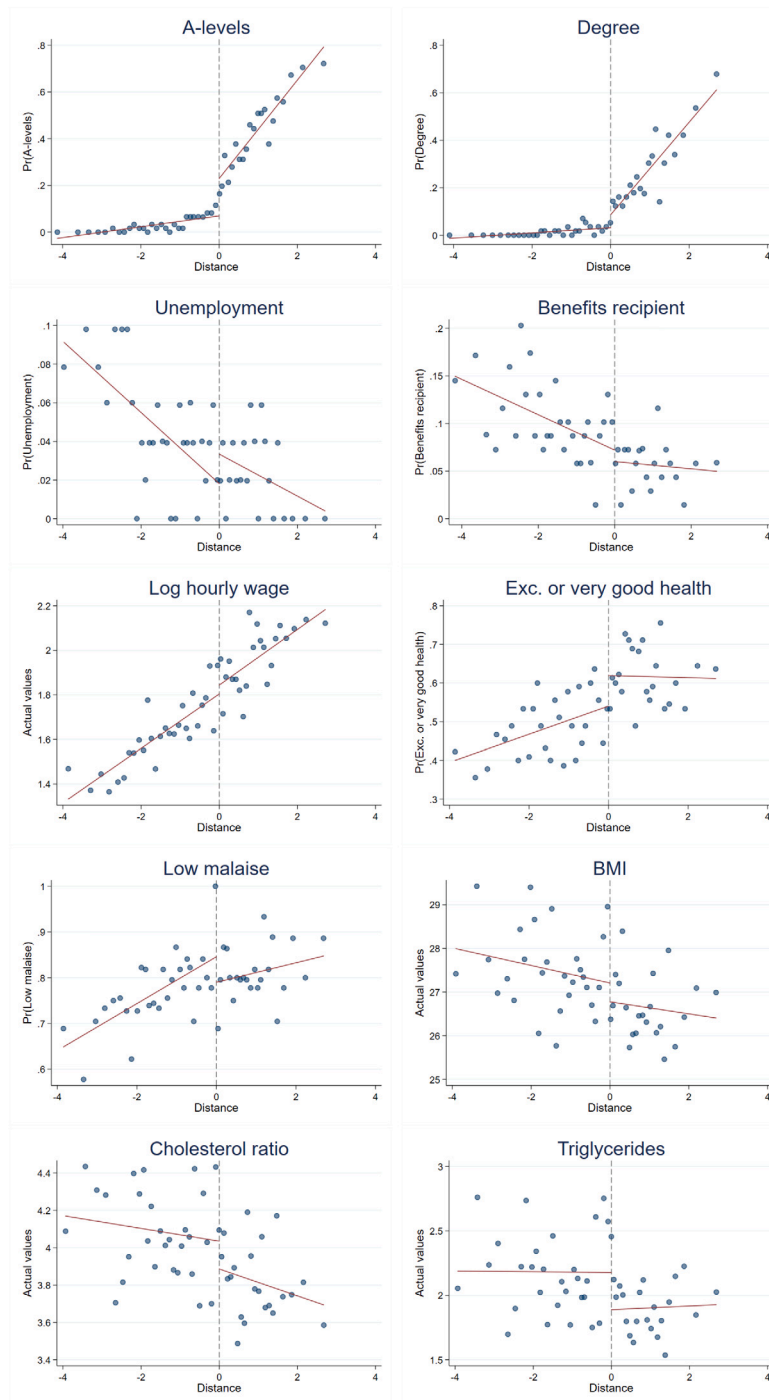 A-levels
Pr(A-levels)
.8
.6
.4
.2
0
-4 -2 0 2 4
Distance
Degree
Pr(Degree)
.8
.6
.4
.2
0
-4 -2 0 2 4
Distance
Unemployment
Pr(Unemployment)
.1
.08
.06
.04
.02
0
-4 -2 0 2 4
Distance
Benefits recipient
Pr(Benefits recipient)
.2
.15
.1
.05
0
-4 -2 0 2 4
Distance
Log hourly wage
Actual values
2.2
2
1.8
1.6
1.4
-4 -2 0 2 4
Distance
Exc. or very good health
Pr(Exc. or very good health)
.8
.7
.6
.5
.4
.3
-4 -2 0 2 4
Distance
Low malaise
Pr(Low malaise)
1
.9
.8
.7
.6
-4 -2 0 2 4
Distance
BMI
Actual values
29
28
27
26
25
-4 -2 0 2 4
Distance
Cholesterol ratio
Actual values
4.4
4.2
4
3.8
3.6
3.4
-4 -2 0 2 4
Distance
Triglycerides
Actual values
3
2.5
2
1.5
-4 -2 0 2 4
Distance